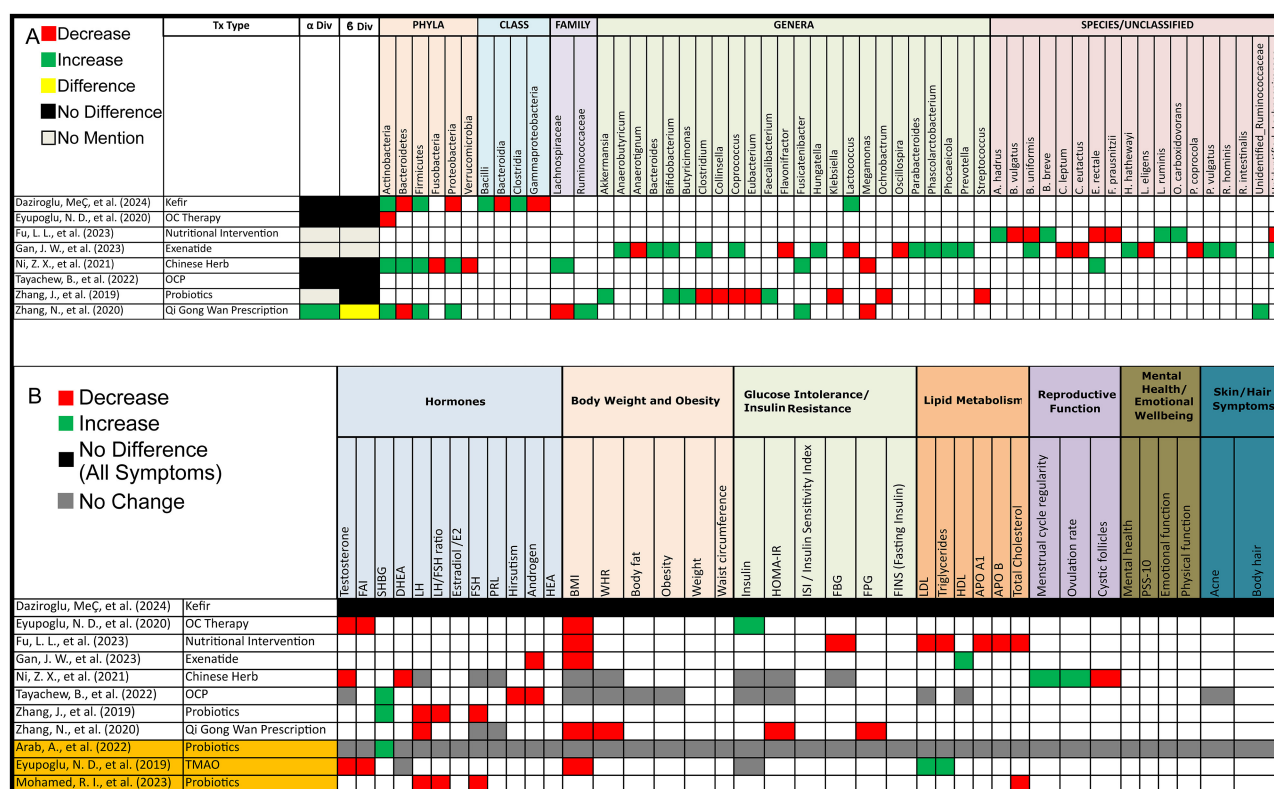 A
Decrease
Increase
Difference
No Difference
No Mention
Tx Type
α Div
ϐ Div
PHYLA
CLASS
FAMILY
GENERA
SPECIES/UNCLASSIFIED
Actinobacteria
Bacteroidetes
Firmicutes
Fusobacteria
Proteobacteria
Verrucomicrobia
Bacilli
Bacteroidia
Clostridia
Gammaproteobacteria
Lachnospiraceae
Ruminococcaceae
Akkermansia
Anaerobutyricum
Anaerotignum
Bacteroides
Bifidobacterium
Butyricimonas
Clostridium
Collinsella
Coprococcus
Eubacterium
Faecalibacterium
Flavonifractor
Fusicatenibacter
Hungatella
Klebsiella
Lactococcus
Megamonas
Ochrobactrum
Oscillospira
Parabacteroides
Phascolarctobacterium
Phocaeicola
Prevotella
Streptococcus
A. hadrus
B. vulgatus
B. uniformis
B. breve
C. leptum
C. eutactus
E. rectale
F. prausnitzii
H. hathewayi
L. eligens
L. ruminis
O. carboxidovorans
P. coprocola
P. vulgatus
R. hominis
R. intestinalis
Unidentified_Ruminococcaceae
Daziroglu, MeÇ, et al. (2024) Kefir
Eyupoglu, N. D., et al. (2020) OC Therapy
Fu, L. L., et al. (2023) Nutritional Intervention
Gan, J. W., et al. (2023) Exenatide
Ni, Z. X., et al. (2021) Chinese Herb
Tayachew, B., et al. (2022) OCP
Zhang, J., et al. (2019) Probiotics
Zhang, N., et al. (2020) Qi Gong Wan Prescription
B
Decrease
Increase
No Difference
(All Symptoms)
No Change
Hormones
Body Weight and Obesity
Glucose Intolerance/
Insulin Resistance
Lipid Metabolism
Reproductive
Function
Mental
Health/
Emotional
Wellbeing
Skin/Hair
Symptoms
Testosterone
FAI
SHBG
DHEA
LH
LH/FSH ratio
Estradiol /E2
FSH
PRL
Hirsutism
Androgen
HEA
BMI
WHR
Body fat
Obesity
Weight
Waist circumference
Insulin
HOMA-IR
ISI / Insulin Sensitivity Index
FBG
FPG
FINS (Fasting Insulin)
LDL
Triglycerides
HDL
APO A1
APO B
Total Cholesterol
Menstrual cycle regularity
Ovulation rate
Cystic follicles
Mental health
PSS-10
Emotional function
Physical function
Acne
Body hair
Daziroglu, MeÇ, et al. (2024) Kefir
Eyupoglu, N. D., et al. (2020) OC Therapy
Fu, L. L., et al. (2023) Nutritional Intervention
Gan, J. W., et al. (2023) Exenatide
Ni, Z. X., et al. (2021) Chinese Herb
Tayachew, B., et al. (2022) OCP
Zhang, J., et al. (2019) Probiotics
Zhang, N., et al. (2020) Qi Gong Wan Prescription
Arab, A., et al. (2022) Probiotics
Eyupoglu, N. D., et al. (2019) TMAO
Mohamed, R. I., et al. (2023) Probiotics